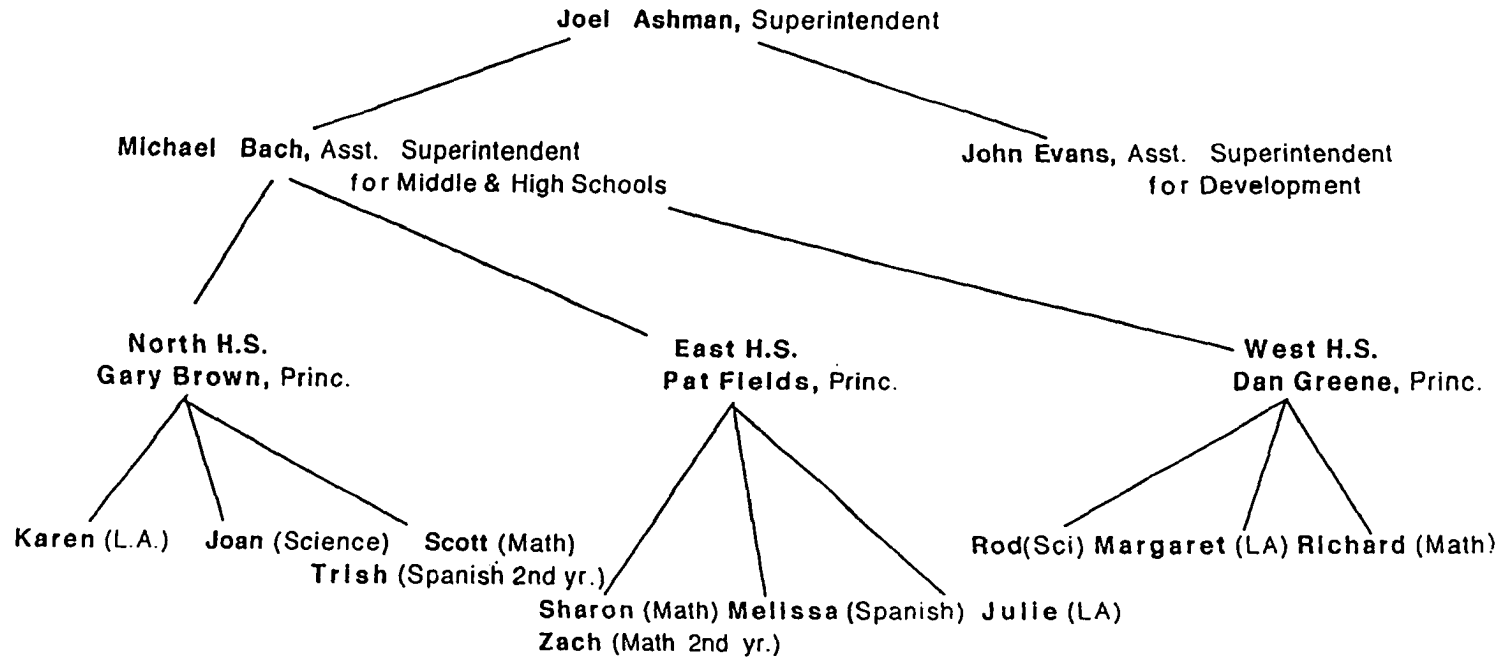 Joel Ashman, Superintendent
Michael Bach, Asst. Superintendent
for Middle & High Schools
John Evans, Asst. Superintendent
for Development
North H.S.
Gary Brown, Princ.
East H.S.
Pat Fields, Princ.
West H.S.
Dan Greene, Princ.
Karen (L.A.) Joan (Science) Scott (Math)
Trish (Spanish 2nd yr.)
Sharon (Math) Melissa (Spanish) Julie (LA)
Zach (Math 2nd yr.)
Rod(Sci) Margaret (LA) Richard (Math)